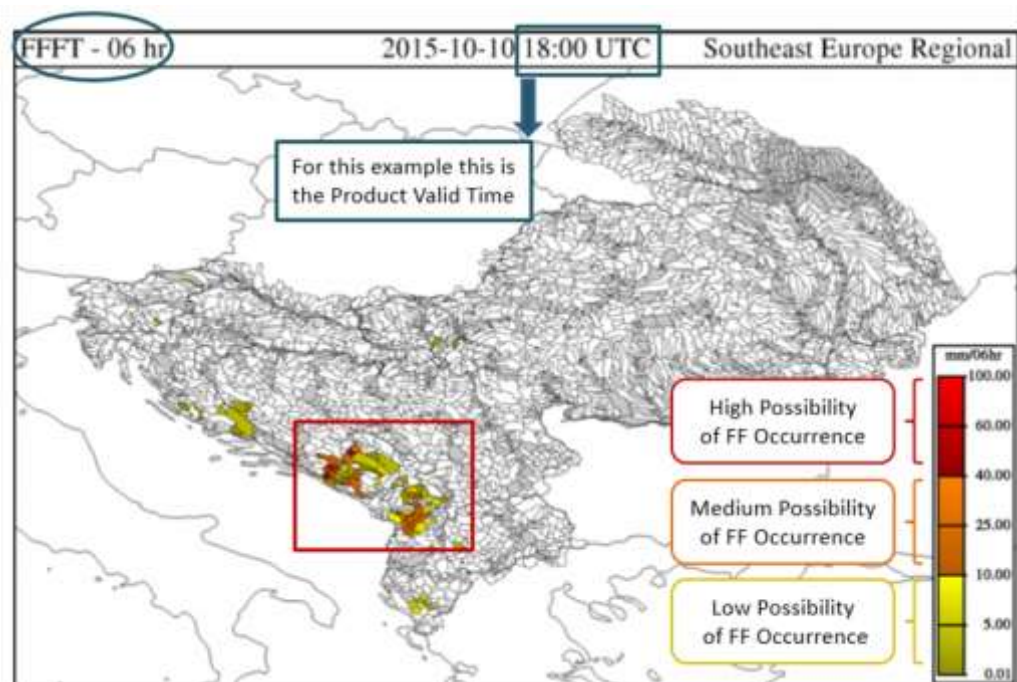 FFFT - 06 hr 2015-10-10 18:00 UTC Southeast Europe Regional
For this example this is
the Product Valid Time
mm/06hr
100.00
High Possibility
of FF Occurrence
60.00
40.00
Medium Possibility
of FF Occurrence
25.00
10.00
Low Possibility
of FF Occurrence
5.00
0.01